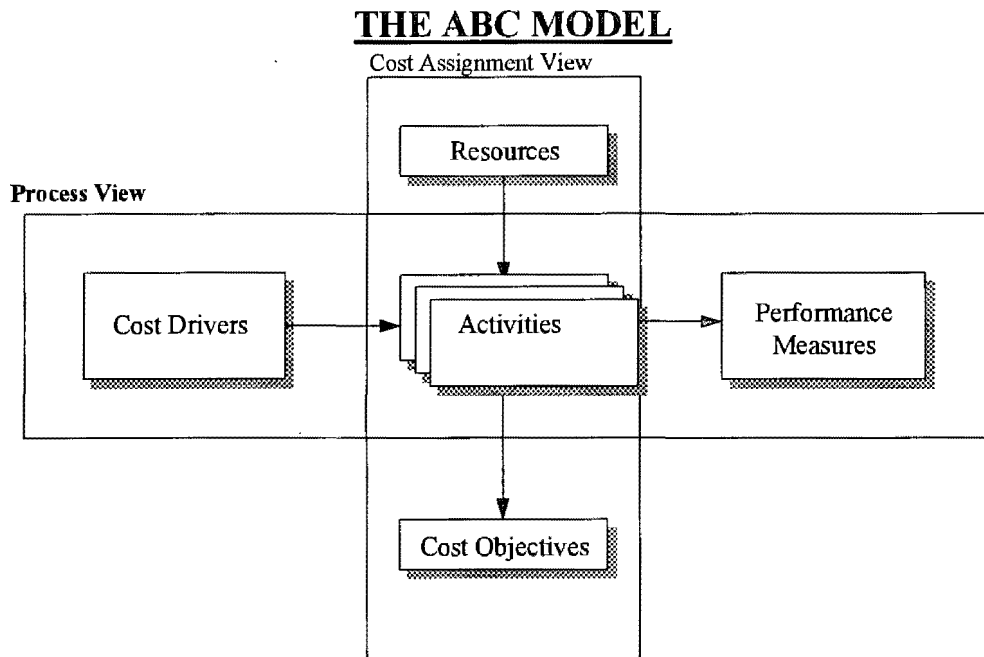 THE ABC MODEL
Cost Assignment View
Resources
Process View
Cost Drivers
Activities
Performance
Measures
Cost Objectives